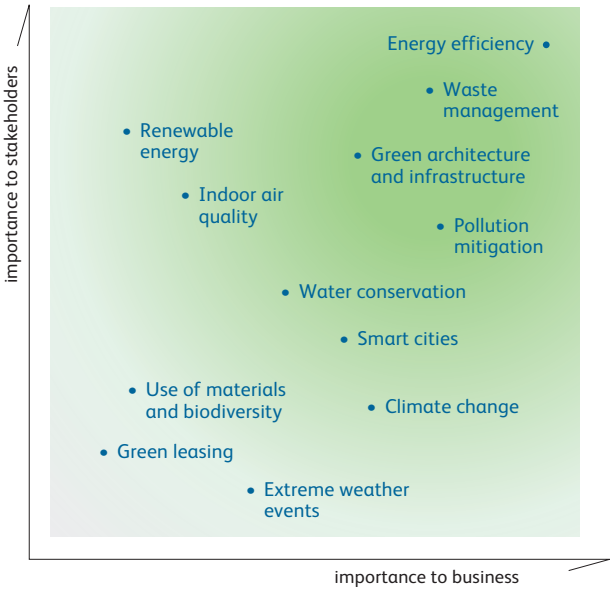 importance to stakeholders
Energy efficiency
Waste
management
Renewable
energy
Green architecture
and infrastructure
Indoor air
quality
Pollution
mitigation
Water conservation
Smart cities
Use of materials
and biodiversity
Climate change
Green leasing
Extreme weather
events
importance to business